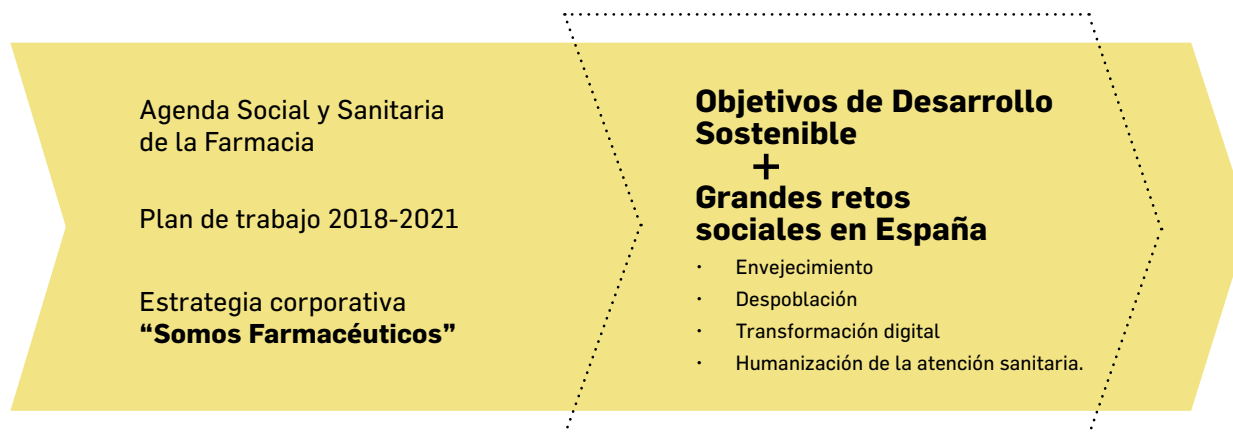 Agenda Social y Sanitaria
de la Farmacia
Plan de trabajo 2018-2021
Estrategia corporativa
“Somos Farmacéuticos”
Objetivos de Desarrollo
Sostenible
+
Grandes retos
sociales en España
· Envejecimiento
· Despoblación
· Transformación digital
· Humanización de la atención sanitaria.